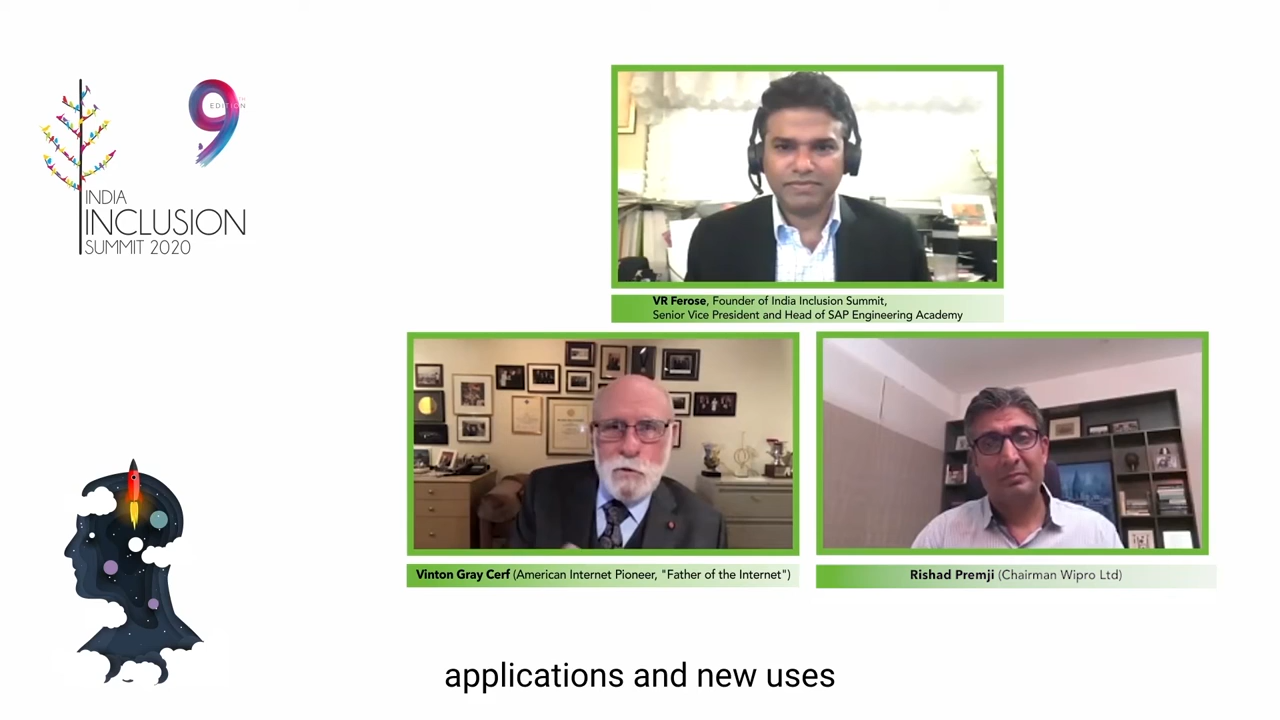 9
TH
EDITION
INDIA
INCLUSION
SUMMIT 2020
VR Ferose, Founder of India Inclusion Summit,
Senior Vice President and Head of SAP Engineering Academy
Vinton Gray Cerf (American Internet Pioneer, "Father of the Internet")
Rishad Premji (Chairman Wipro Ltd)
applications and new uses